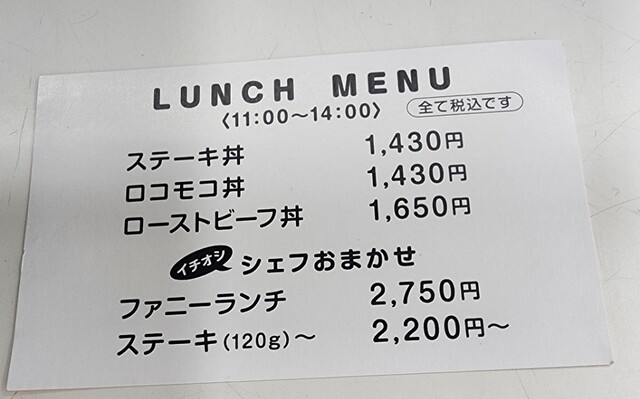 LUNCH MENU
〈11:00～14:00〉 全て税込です
ステーキ丼 1,430円
ロコモコ丼 1,430円
ローストビーフ丼 1,650円
イチオシ シェフおまかせ
ファニーランチ 2,750円
ステーキ(120g)～ 2,200円～